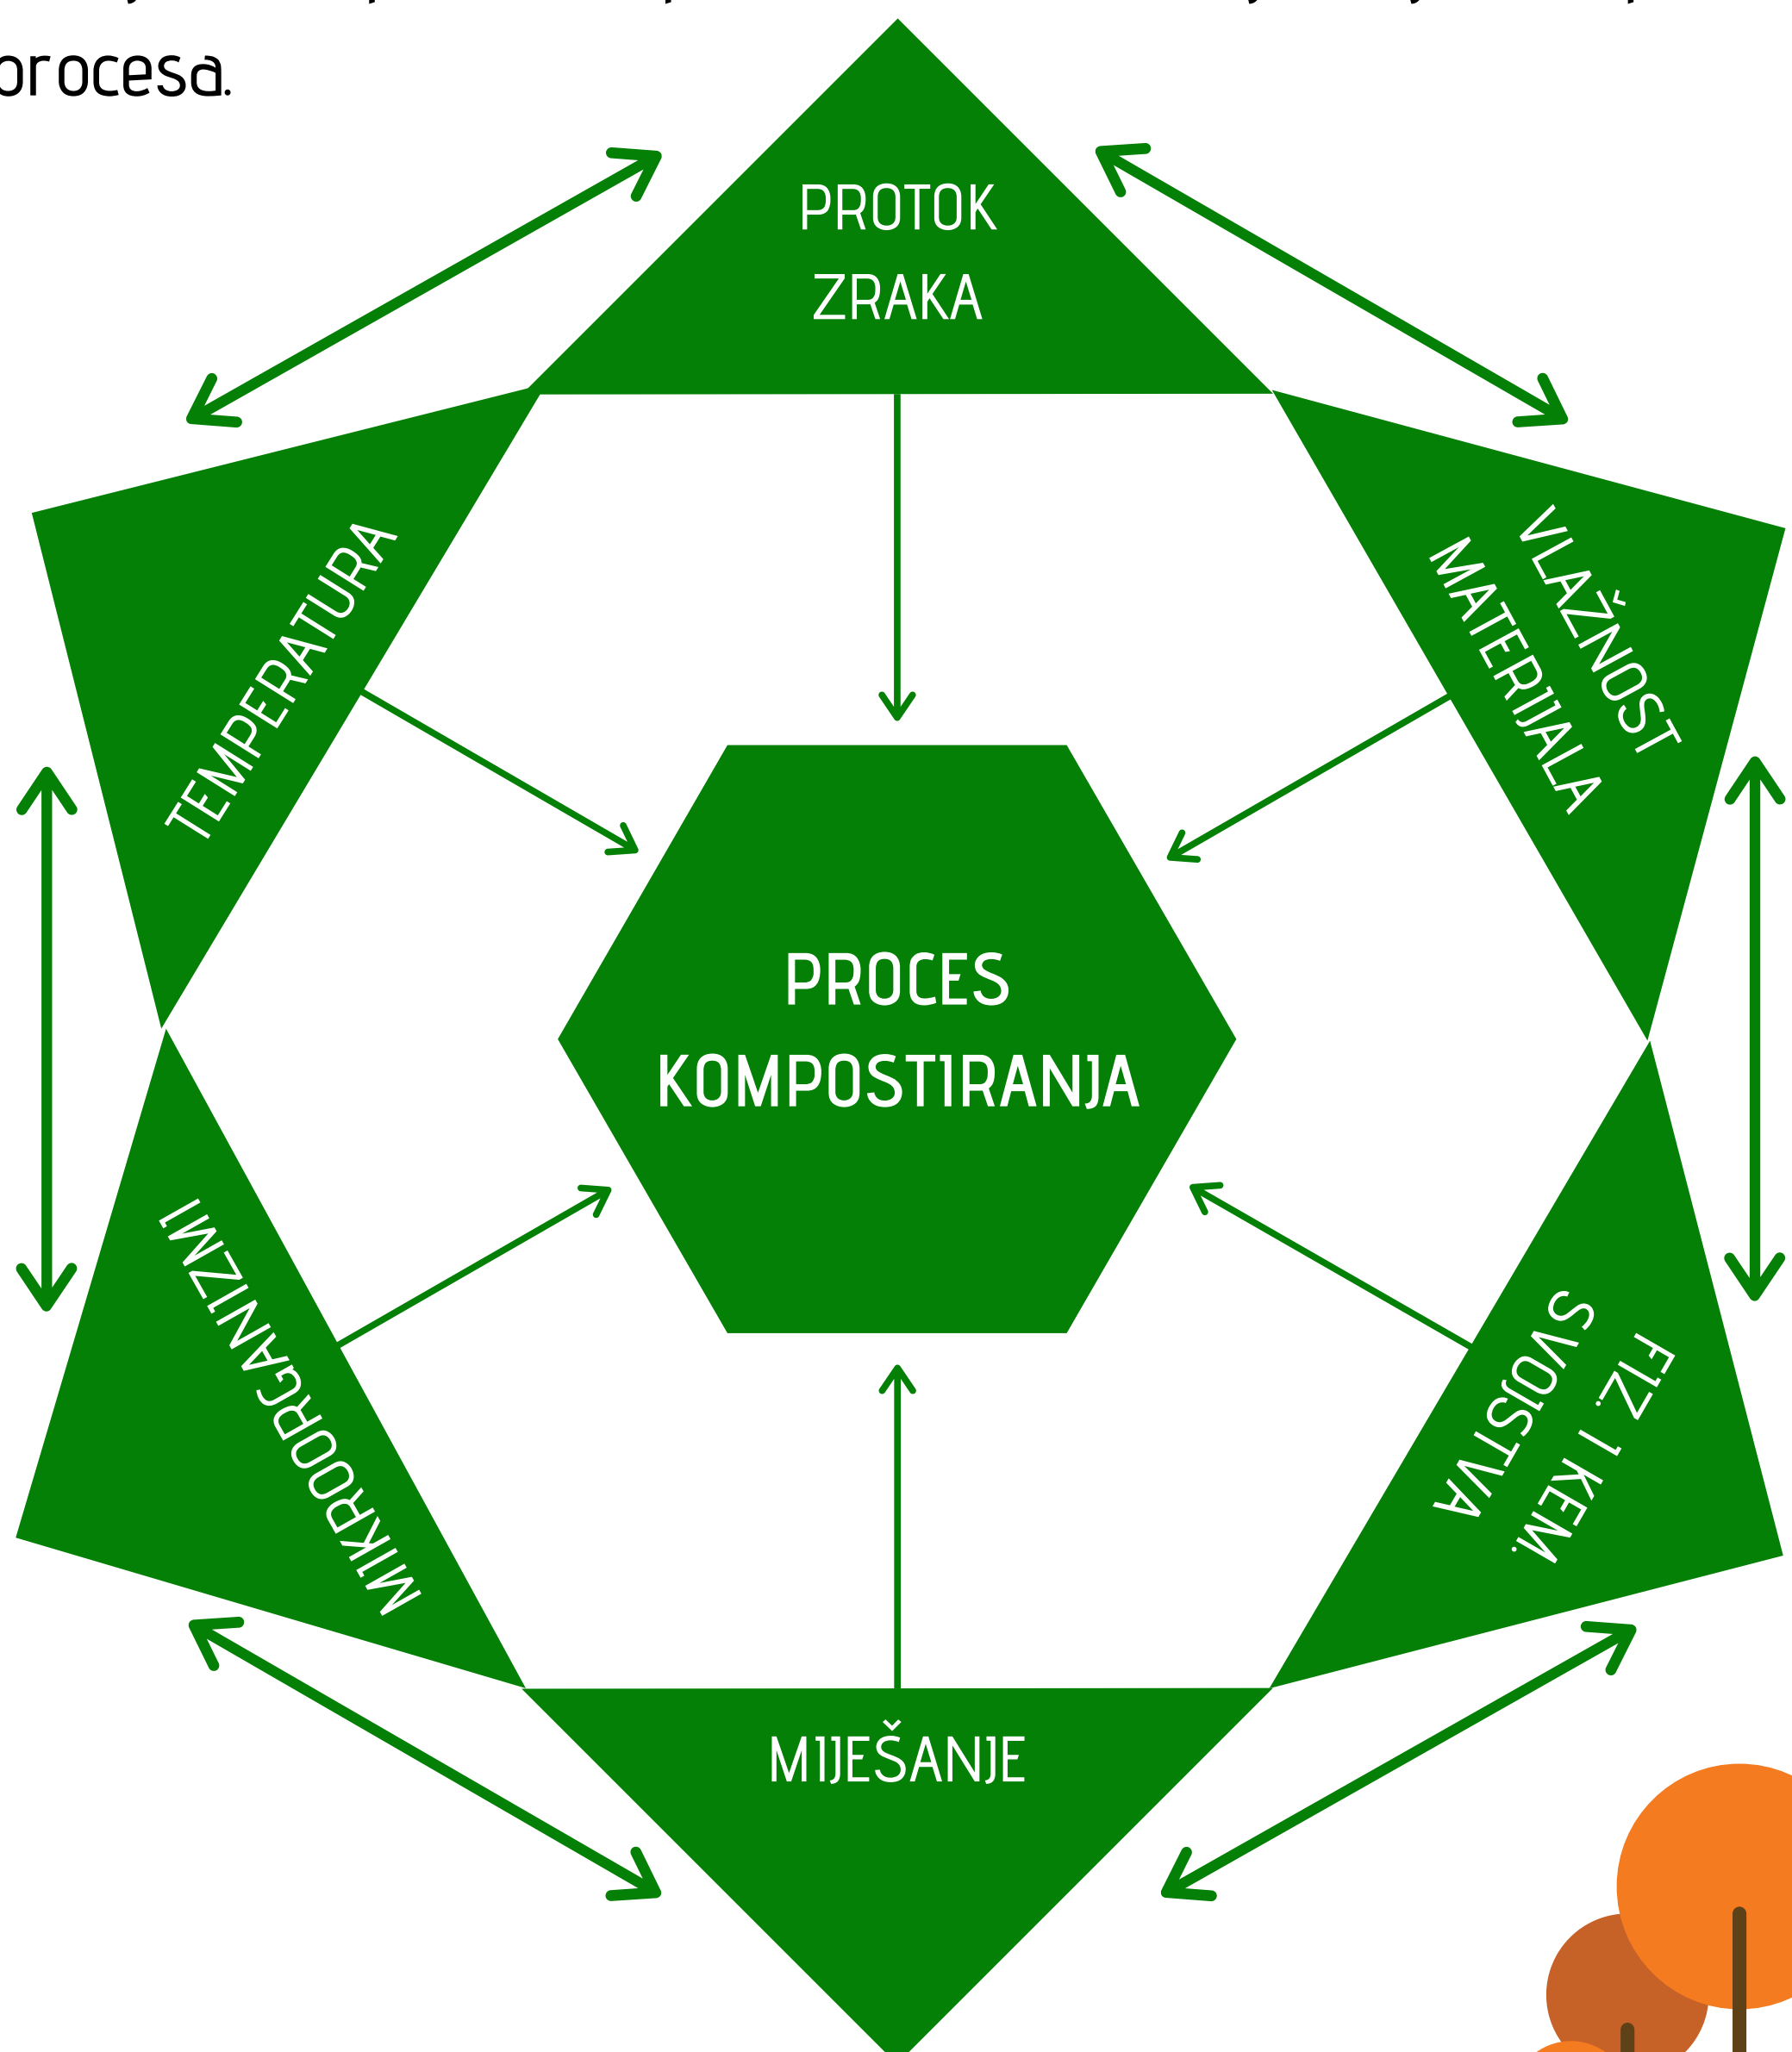 procesa.
PROTOK
ZRAKA
TEMPERATURA
VLAŽNOST
MATERIJALA
PROCES
KOMPOSTIRANJA
MIKROORGANIZMI
FIZ. I KEM.
SVOJSTVA
MIJEŠANJE